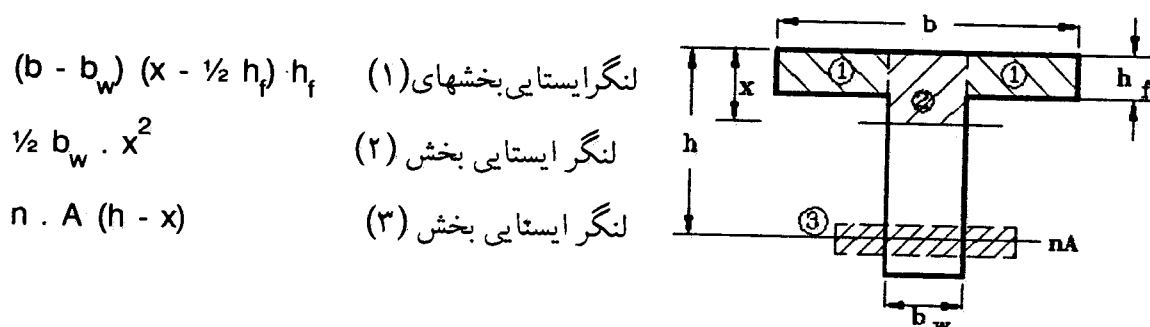 لنگرایستایی‌بخشهای (۱) (b - b_w) (x - ½ h_f) . h_f
لنگر ایستایی بخش (۲) ½ b_w . x²
لنگر ایستایی بخش (۳) n . A (h - x)
b
① ①
②
x
h_f
h
③
nA
b_w